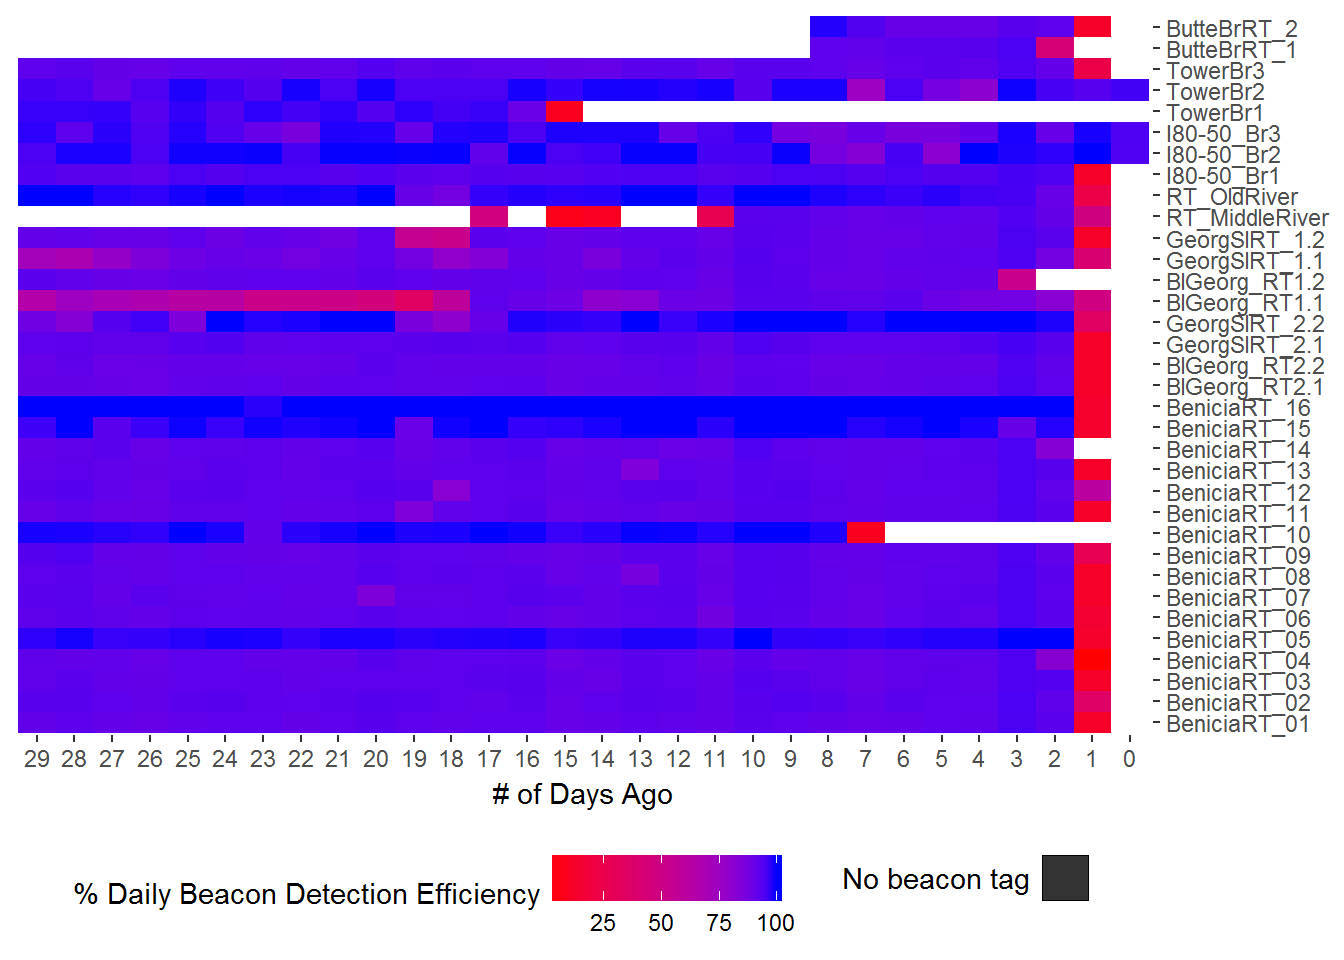 ButteBrRT_2
ButteBrRT_1
TowerBr3
TowerBr2
TowerBr1
I80-50_Br3
I80-50_Br2
I80-50_Br1
RT_OldRiver
RT_MiddleRiver
GeorgSlRT_1.2
GeorgSlRT_1.1
BlGeorg_RT1.2
BlGeorg_RT1.1
GeorgSlRT_2.2
GeorgSlRT_2.1
BlGeorg_RT2.2
BlGeorg_RT2.1
BeniciaRT_16
BeniciaRT_15
BeniciaRT_14
BeniciaRT_13
BeniciaRT_12
BeniciaRT_11
BeniciaRT_10
BeniciaRT_09
BeniciaRT_08
BeniciaRT_07
BeniciaRT_06
BeniciaRT_05
BeniciaRT_04
BeniciaRT_03
BeniciaRT_02
BeniciaRT_01
29 28 27 26 25 24 23 22 21 20 19 18 17 16 15 14 13 12 11 10 9 8 7 6 5 4 3 2 1 0
# of Days Ago
% Daily Beacon Detection Efficiency
25 50 75 100
No beacon tag